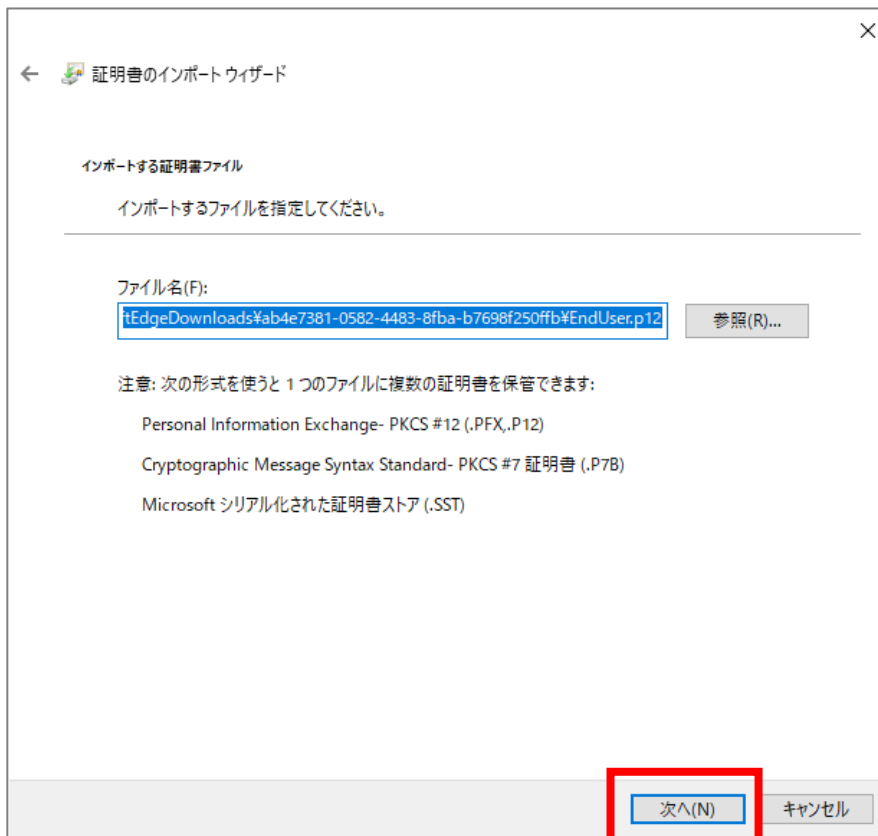 証明書のインポート ウィザード
インポートする証明書ファイル
インポートするファイルを指定してください。
ファイル名(F):
tEdgeDownloads¥ab4e7381-0582-4483-8fba-b7698f250ffb¥EndUser.p12
参照(R)...
注意: 次の形式を使うと 1 つのファイルに複数の証明書を保管できます:
Personal Information Exchange- PKCS #12 (.PFX,.P12)
Cryptographic Message Syntax Standard- PKCS #7 証明書 (.P7B)
Microsoft シリアル化された証明書ストア (.SST)
次へ(N)
キャンセル